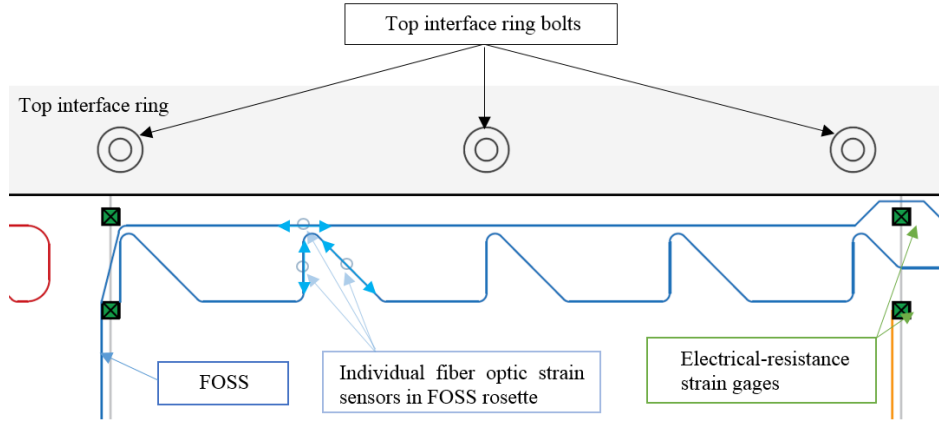 Top interface ring bolts
Top interface ring
FOSS
Individual fiber optic strain
sensors in FOSS rosette
Electrical-resistance
strain gages